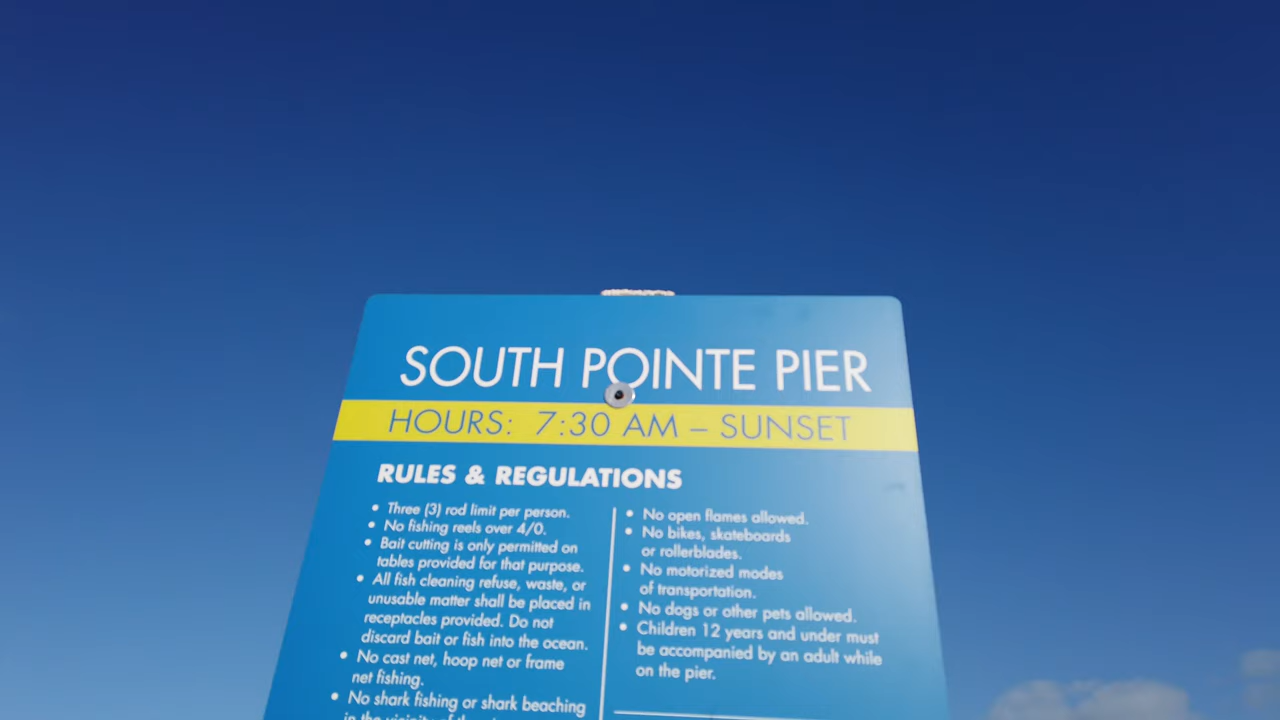 SOUTH POINTE PIER
HOURS: 7:30 AM – SUNSET
RULES & REGULATIONS
• Three (3) rod limit per person.
• No fishing reels over 4/0.
• Bait cutting is only permitted on
tables provided for that purpose.
• All fish cleaning refuse, waste, or
unusable matter shall be placed in
receptacles provided. Do not
discard bait or fish into the ocean.
• No cast net, hoop net or frame
net fishing.
• No shark fishing or shark beaching
in the vicinity of the
• No open flames allowed.
• No bikes, skateboards
or rollerblades.
• No motorized modes
of transportation.
• No dogs or other pets allowed.
• Children 12 years and under must
be accompanied by an adult while
on the pier.